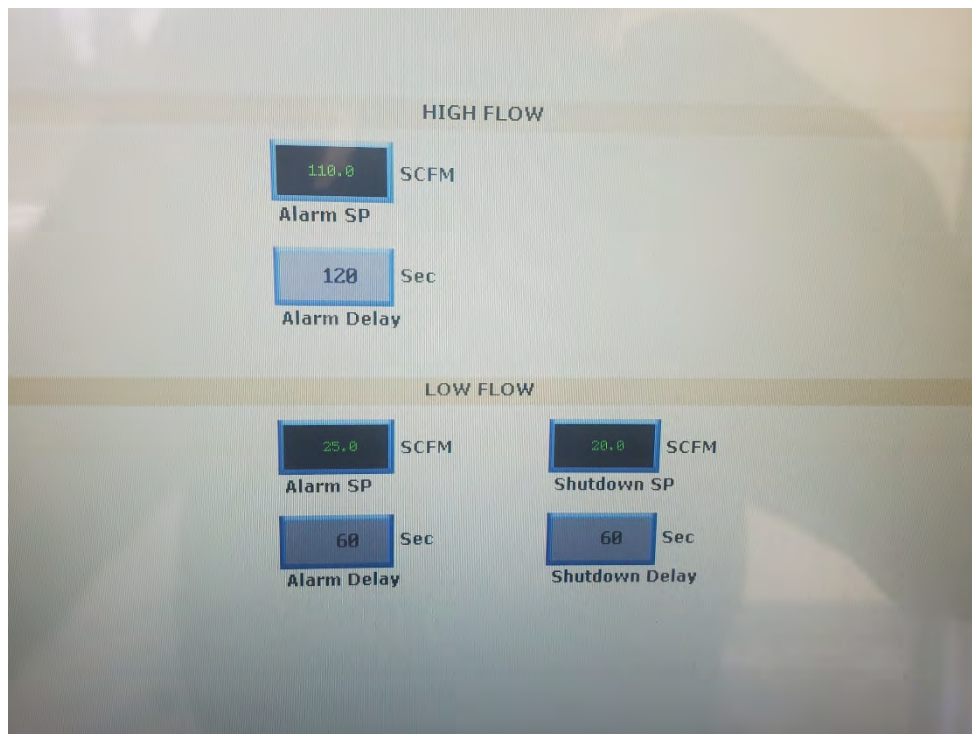 HIGH FLOW
110.0 SCFM
Alarm SP
120 Sec
Alarm Delay
LOW FLOW
25.0 SCFM 20.0 SCFM
Alarm SP Shutdown SP
60 Sec 60 Sec
Alarm Delay Shutdown Delay